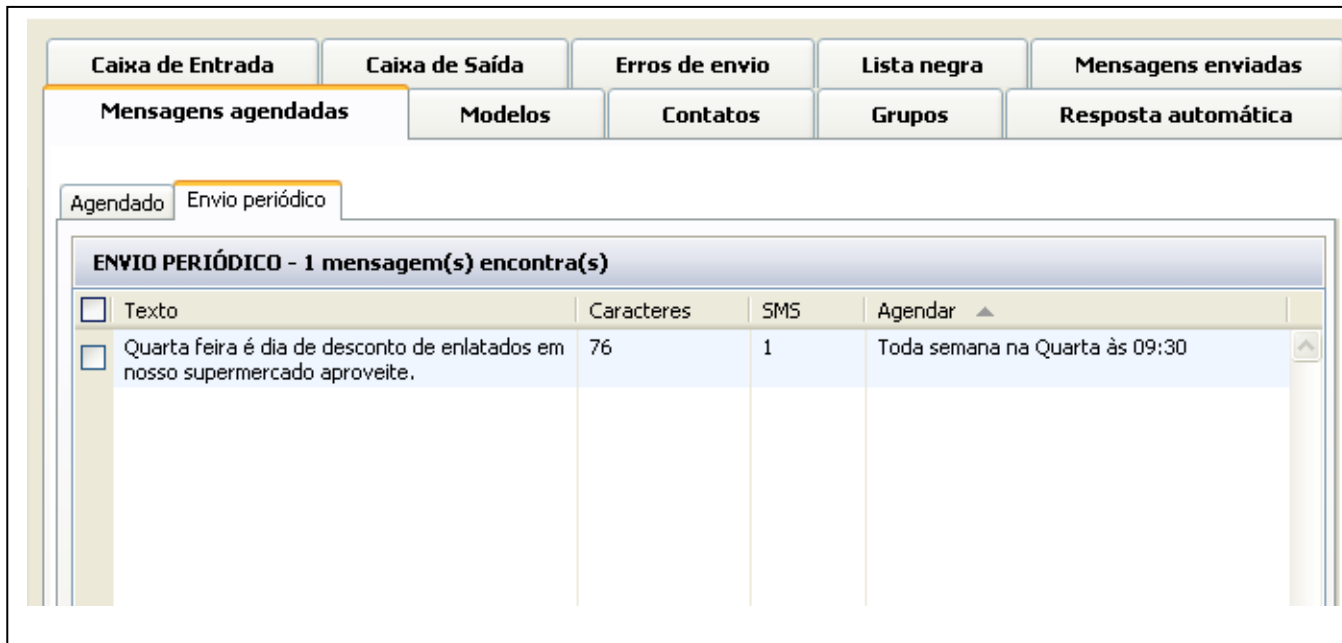 Caixa de Entrada Caixa de Saída Erros de envio Lista negra Mensagens enviadas
Mensagens agendadas Modelos Contatos Grupos Resposta automática
Agendado Envio periódico
ENVIO PERIÓDICO - 1 mensagem(s) encontra(s)
Texto Caracteres SMS Agendar
Quarta feira é dia de desconto de enlatados em 76 1 Toda semana na Quarta às 09:30
nosso supermercado aproveite.